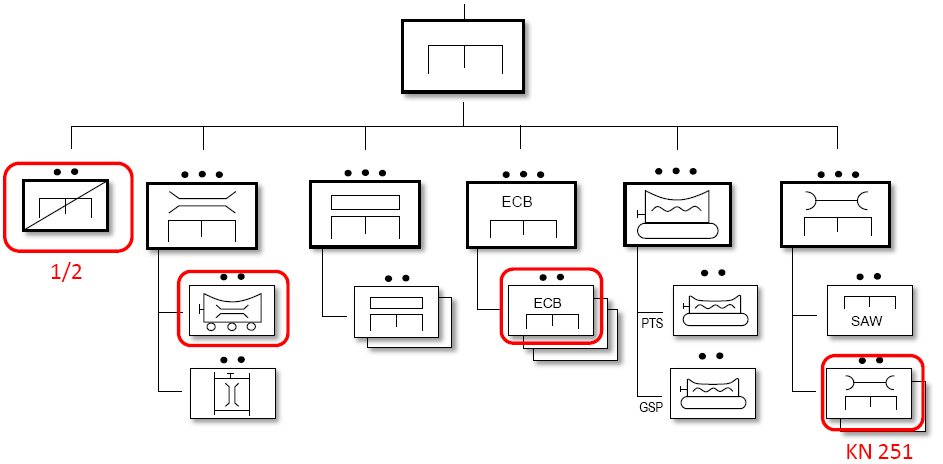 ECB
1/2
ECB
PTS
SAW
GSP
KN 251